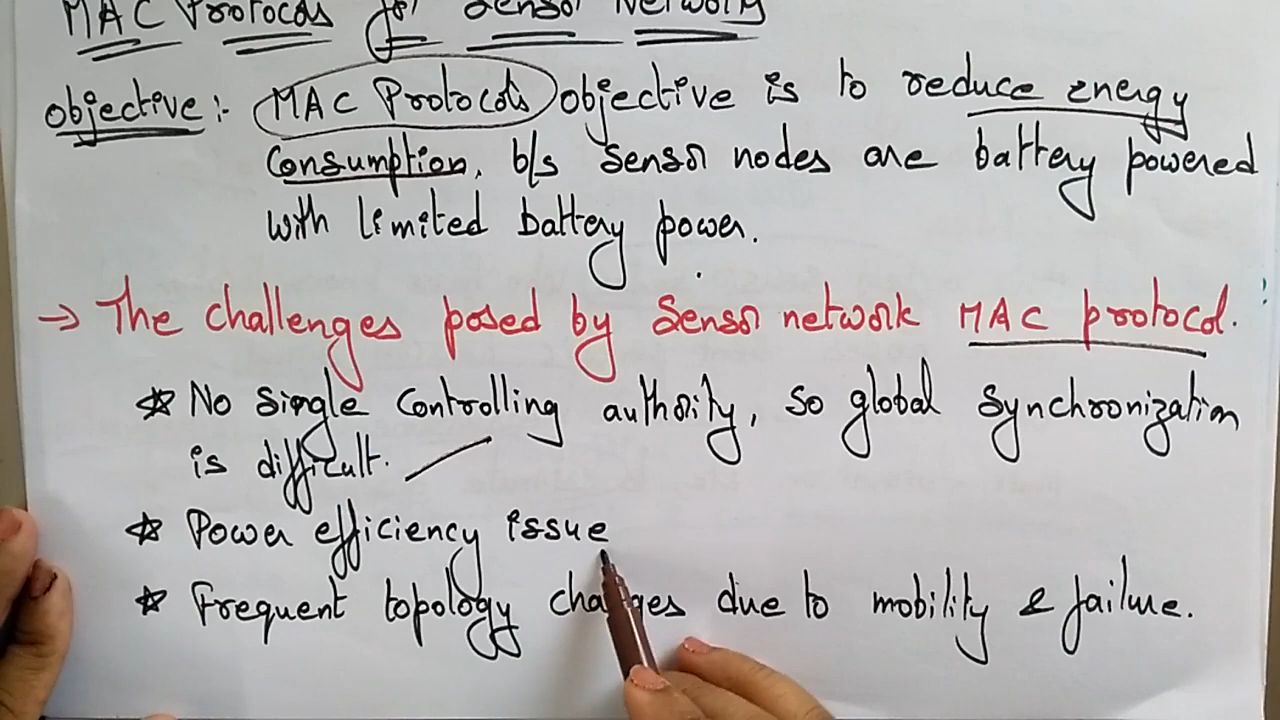 MAC Protocols for Sensor Network
objective:- MAC Protocols objective is to reduce energy
Consumption, b/s sensor nodes are battery powered
with limited battery power.
→ The challenges posed by Sensor network MAC protocol.
☆ No single controlling authority, so global synchronization
is difficult.
☆ Power efficiency issue
☆ Frequent topology changes due to mobility & failure.